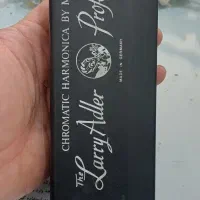 CHROMATIC HARMONICA BY M
The Larry Adler Prof
MADE IN GERMANY